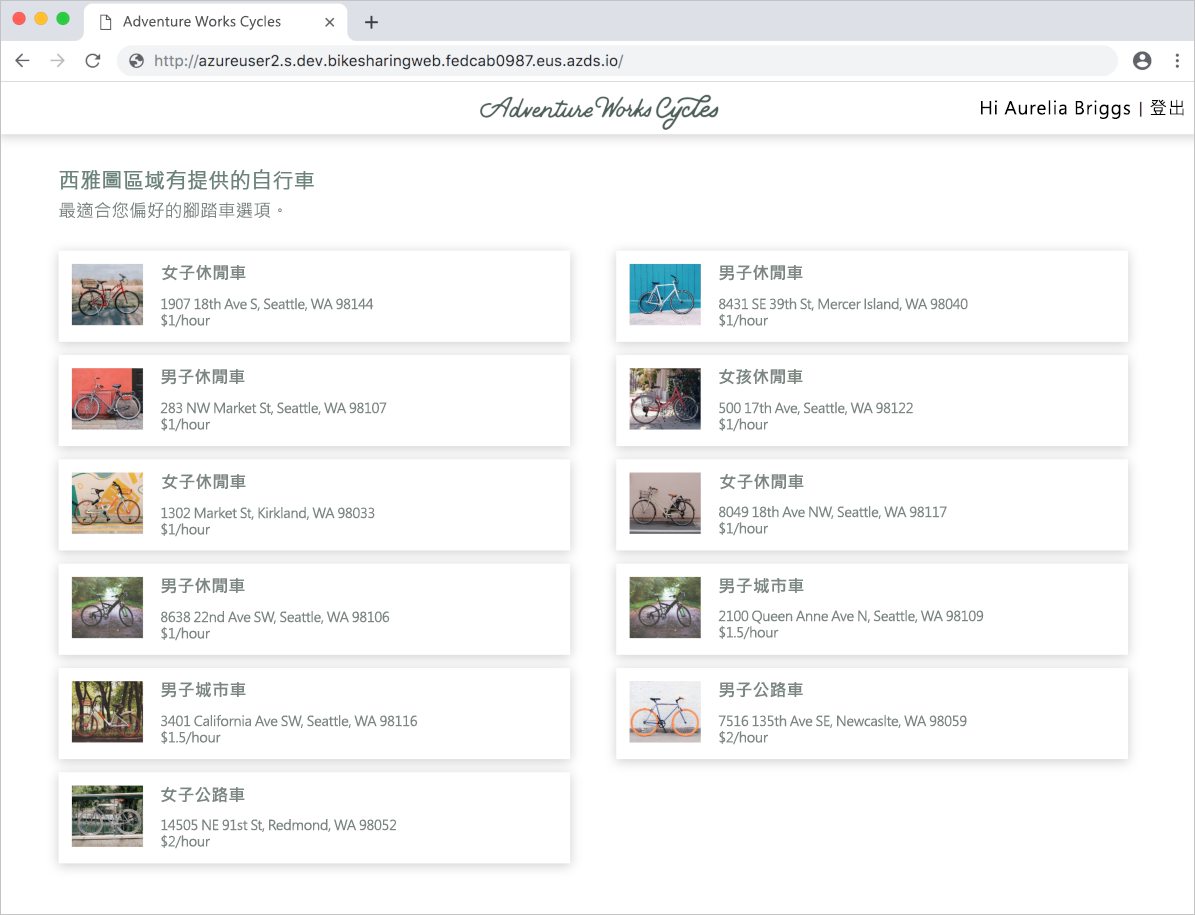 Adventure Works Cycles
http://azureuser2.s.dev.bikesharingweb.fedcab0987.eus.azds.io/
Adventure Works Cycles
Hi Aurelia Briggs | 登出
西雅圖區域有提供的自行車
最適合您偏好的腳踏車選項。
女子休閒車
1907 18th Ave S, Seattle, WA 98144
$1/hour
男子休閒車
8431 SE 39th St, Mercer Island, WA 98040
$1/hour
男子休閒車
283 NW Market St, Seattle, WA 98107
$1/hour
女孩休閒車
500 17th Ave, Seattle, WA 98122
$1/hour
女子休閒車
1302 Market St, Kirkland, WA 98033
$1/hour
女子休閒車
8049 18th Ave NW, Seattle, WA 98117
$1/hour
男子休閒車
8638 22nd Ave SW, Seattle, WA 98106
$1/hour
男子城市車
2100 Queen Anne Ave N, Seattle, WA 98109
$1.5/hour
男子城市車
3401 California Ave SW, Seattle, WA 98116
$1.5/hour
男子公路車
7516 135th Ave SE, Newcaslte, WA 98059
$2/hour
女子公路車
14505 NE 91st St, Redmond, WA 98052
$2/hour